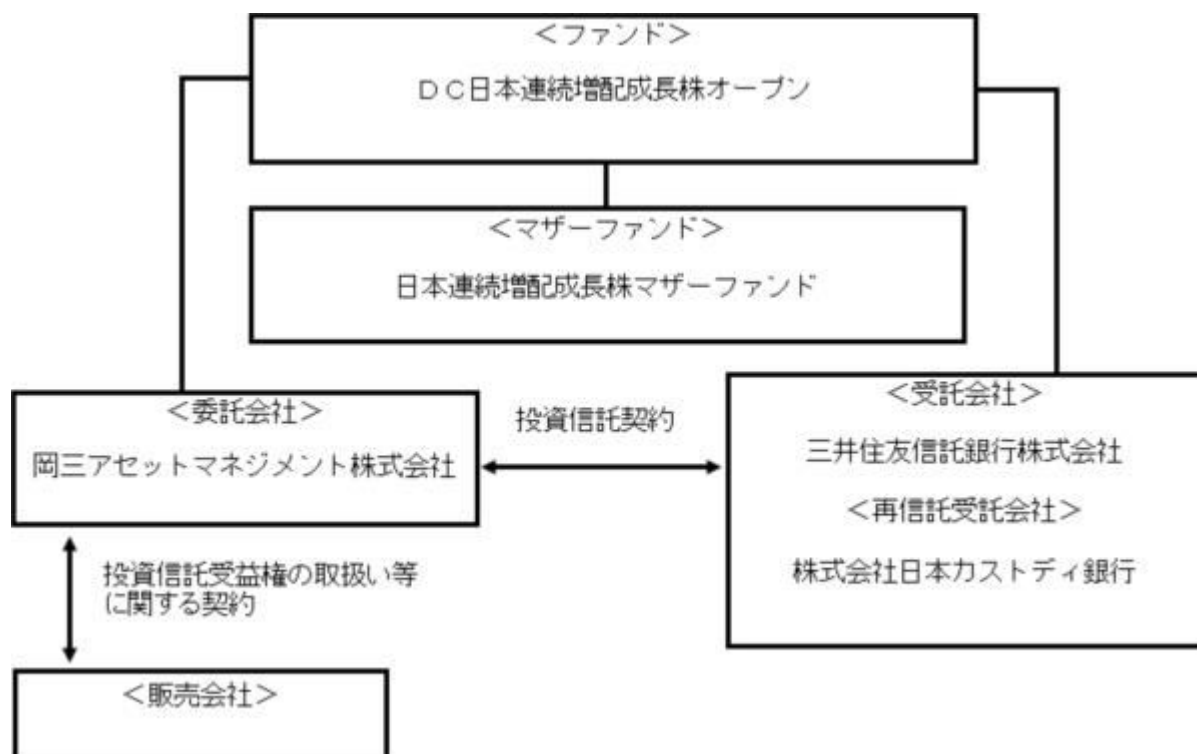 ＜ファンド＞
ＤＣ日本連続増配成長株オープン
＜マザーファンド＞
日本連続増配成長株マザーファンド
＜委託会社＞
岡三アセットマネジメント株式会社
投資信託契約
＜受託会社＞
三井住友信託銀行株式会社
＜再信託受託会社＞
株式会社日本カストディ銀行
投資信託受益権の取扱い等
に関する契約
＜販売会社＞